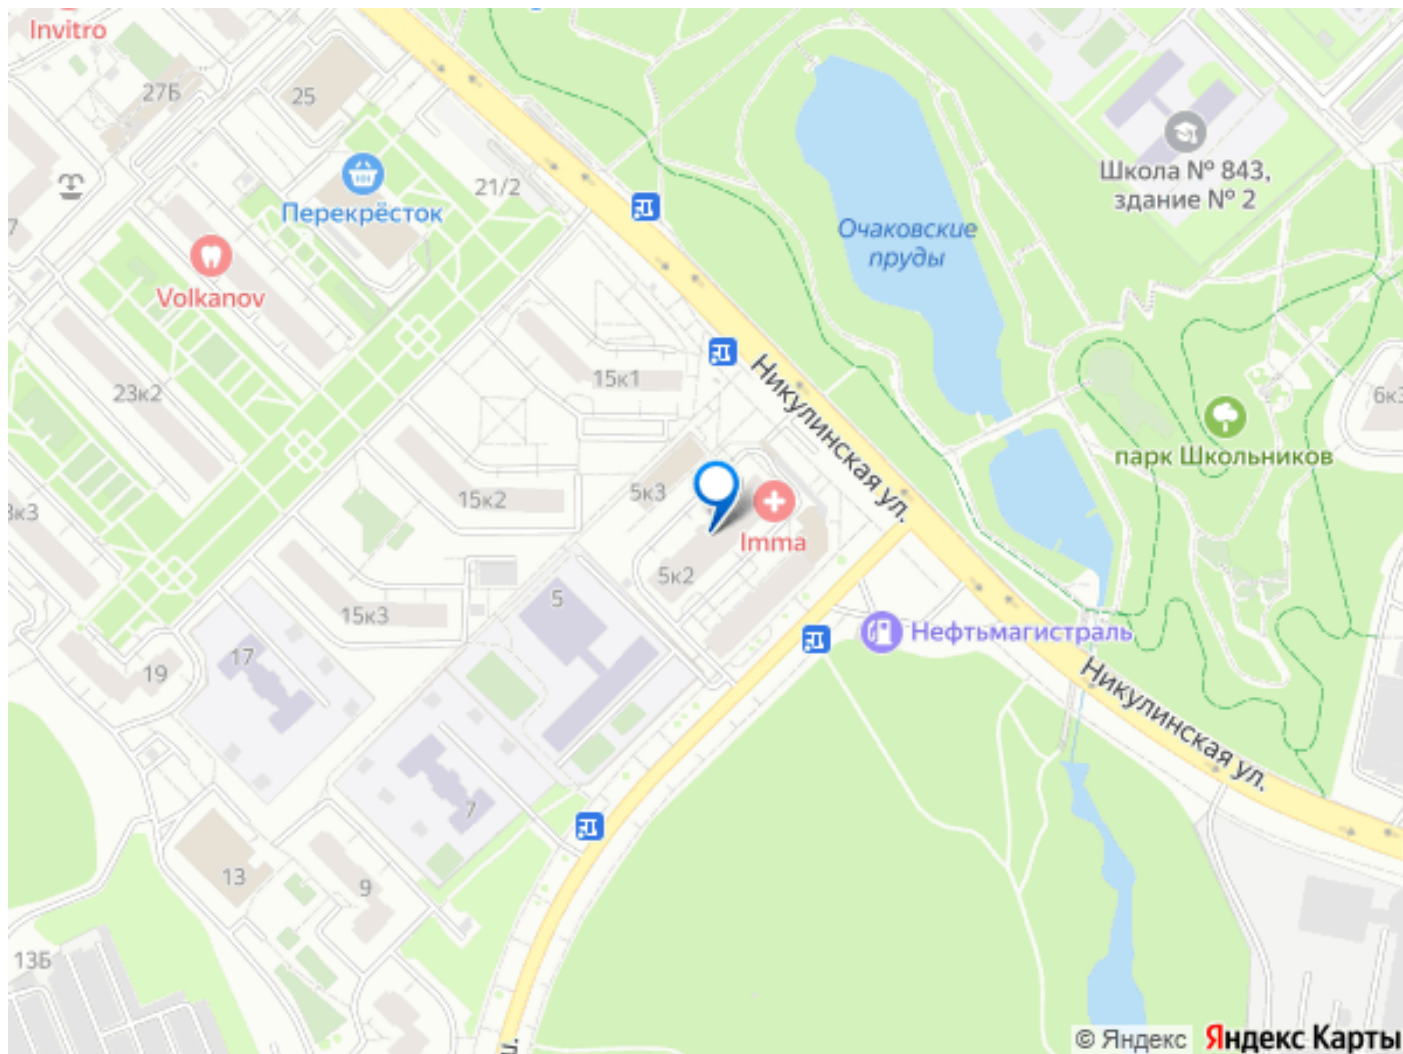 Invitro
27Б
25
Перекрёсток
21/2
7
Volkanov
Школа № 843,
здание № 2
Очаковские
пруды
Никулинская ул.
15к1
23к2
6к3
парк Школьников
5к3
15к2
Imma
5к2
5
15к3
Нефтьмагистраль
17
19
Никулинская ул.
7
13
9
13Б
© Яндекс
Яндекс Карты